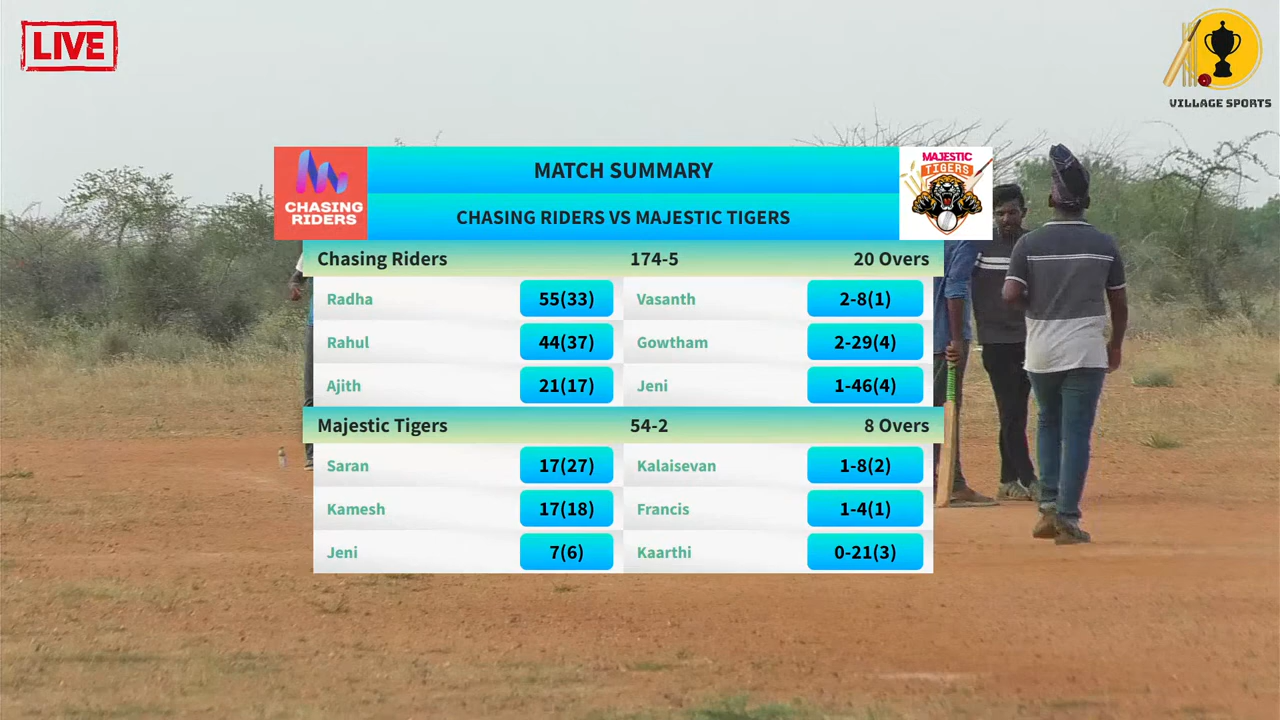 LIVE
VILLAGE SPORTS
CHASING RIDERS
MAJESTIC TIGERS
MATCH SUMMARY
CHASING RIDERS VS MAJESTIC TIGERS
Chasing Riders 174-5 20 Overs
Radha 55(33) Vasanth 2-8(1)
Rahul 44(37) Gowtham 2-29(4)
Ajith 21(17) Jeni 1-46(4)
Majestic Tigers 54-2 8 Overs
Saran 17(27) Kalaisevan 1-8(2)
Kamesh 17(18) Francis 1-4(1)
Jeni 7(6) Kaarthi 0-21(3)